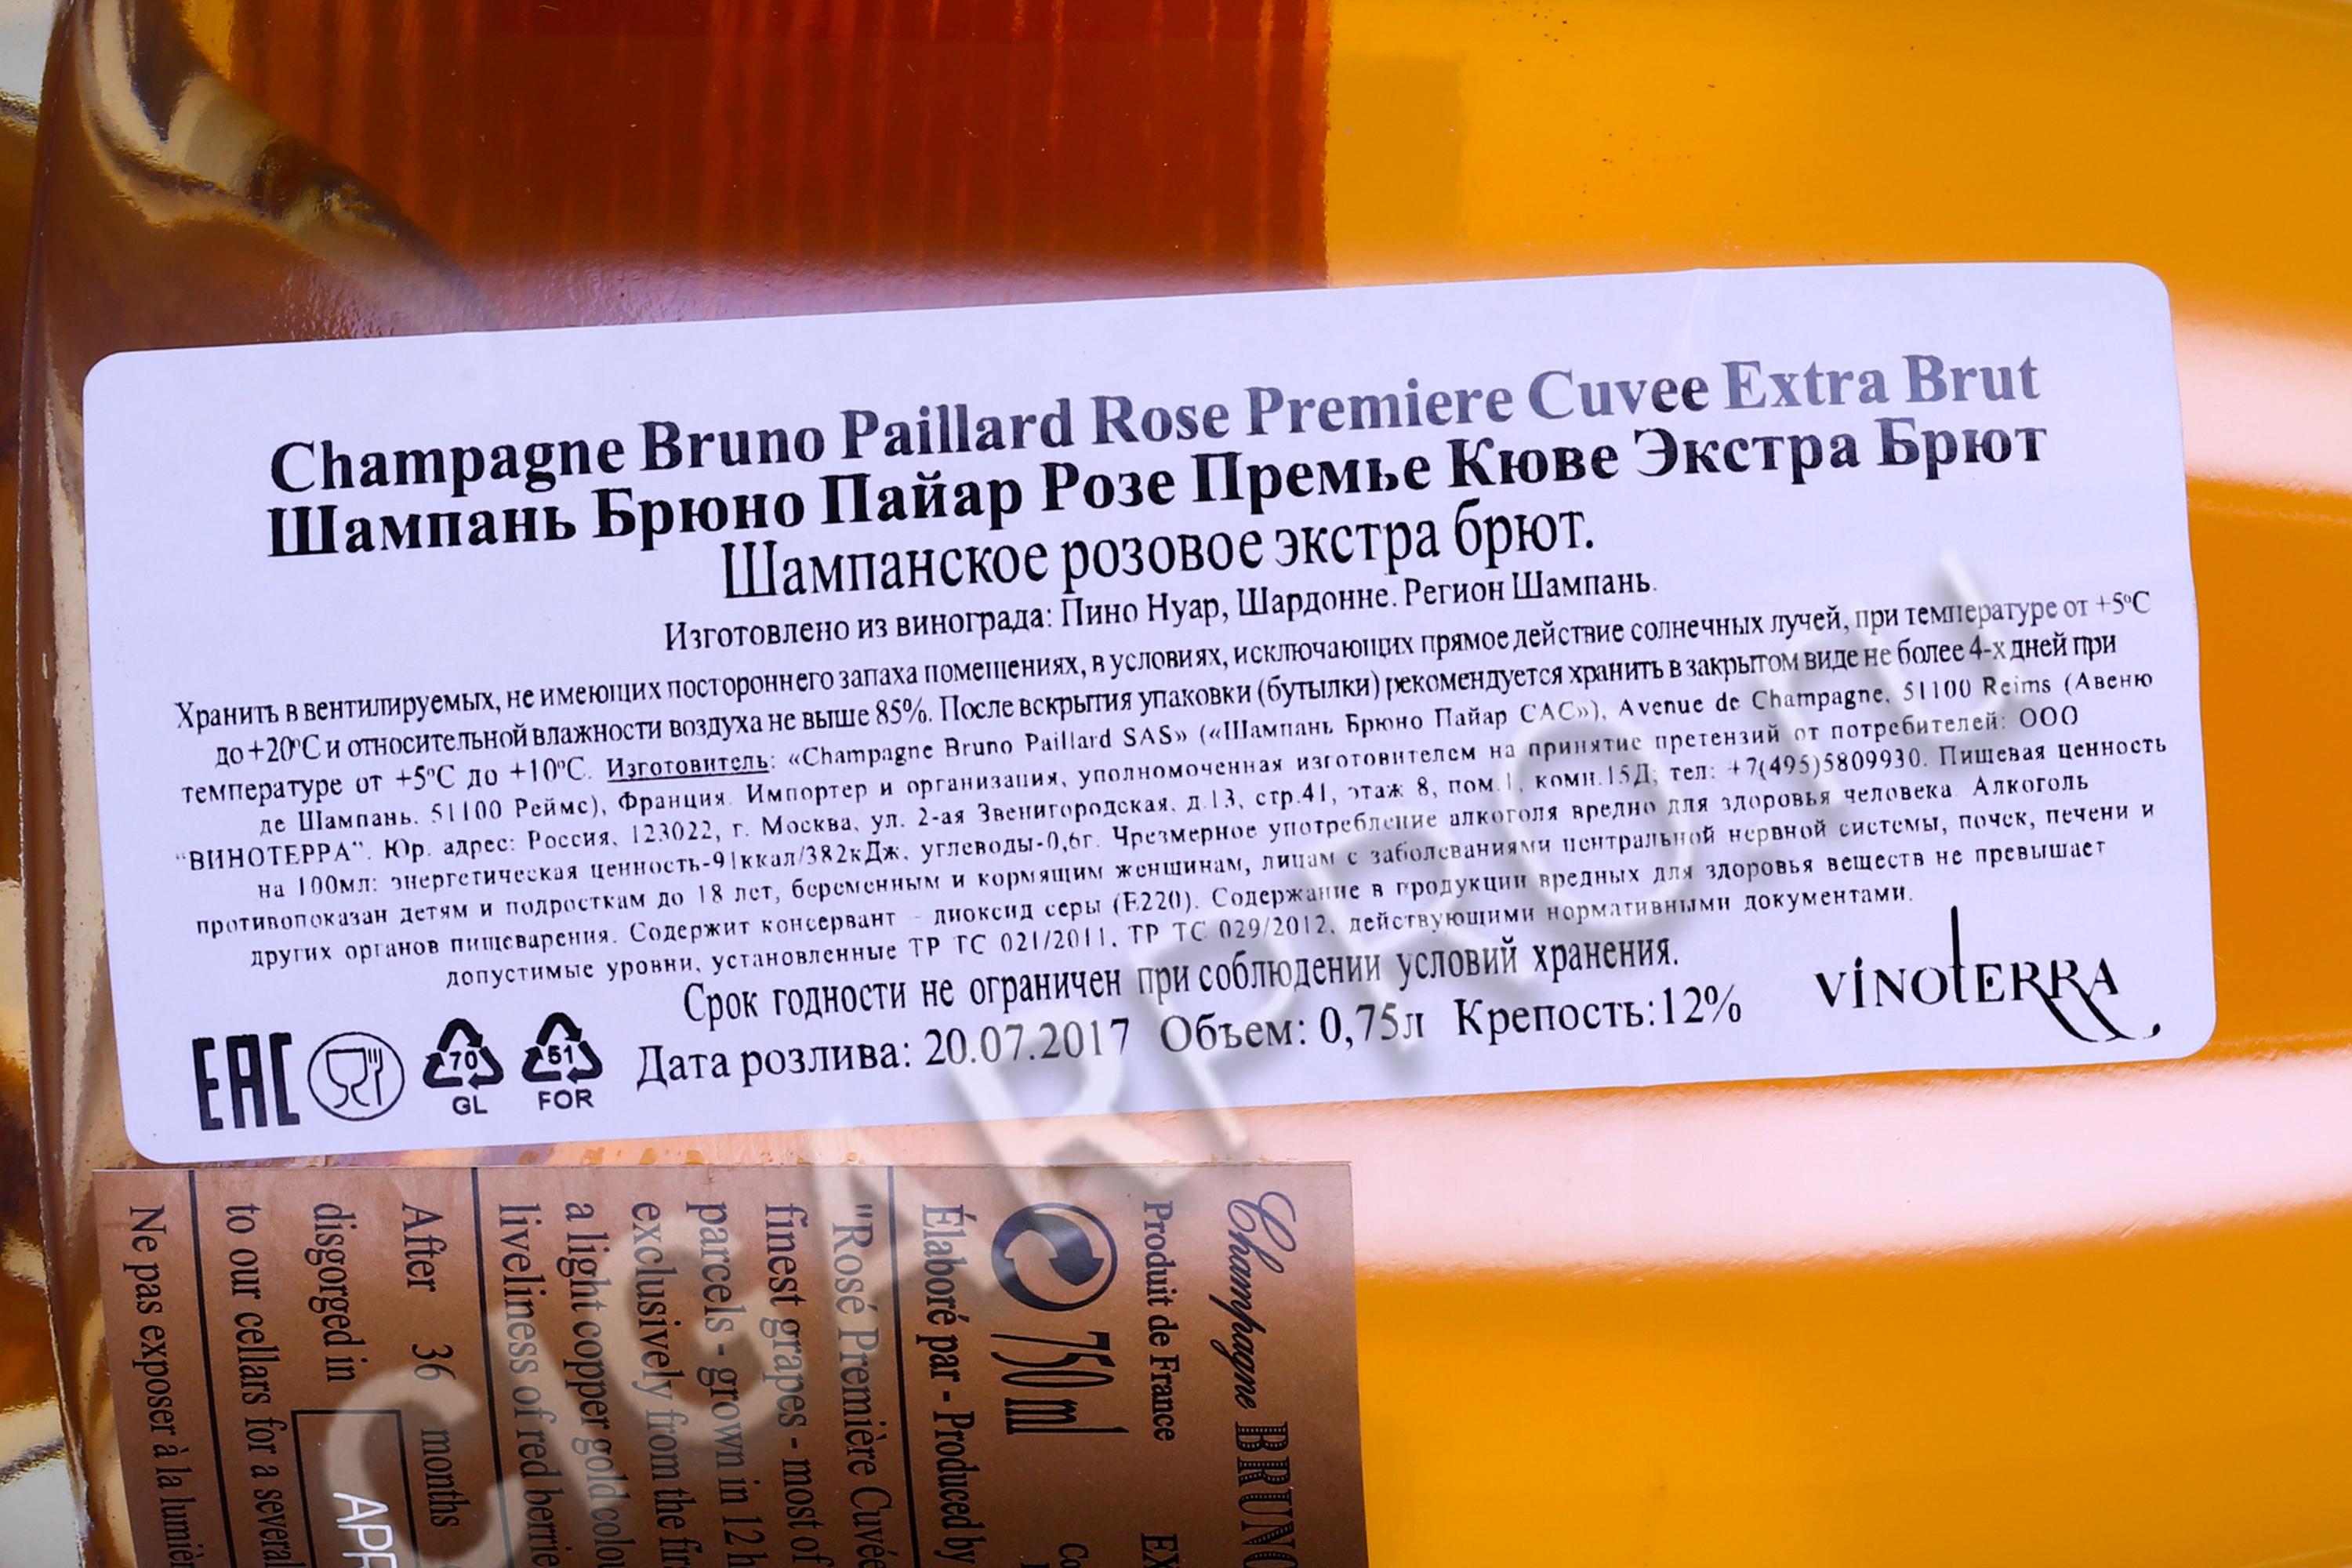 Champagne Bruno Paillard Rose Premiere Cuvee Extra Brut
Шампань Брюно Пайар Розе Премье Кюве Экстра Брют
Шампанское розовое экстра брют.
Изготовлено из винограда: Пино Нуар, Шардонне. Регион Шампань.
Хранить в вентилируемых, не имеющих постороннего запаха помещениях, в условиях, исключающих прямое действие солнечных лучей, при температуре от +5ºС
до +20ºС и относительной влажности воздуха не выше 85%. После вскрытия упаковки (бутылки) рекомендуется хранить в закрытом виде не более 4-х дней при
температуре от +5ºС до +10ºС. Изготовитель: «Champagne Bruno Paillard SAS» («Шампань Брюно Пайар САС»), Avenue de Champagne, 51100 Reims (Авеню
де Шампань. 51100 Реймс), Франция. Импортер и организация, уполномоченная изготовителем на принятие претензий от потребителей: ООО
"ВИНОТЕРРА". Юр. адрес: Россия, 123022, г. Москва, ул. 2-ая Звенигородская, д.13, стр.41, этаж 8, пом.1, комн.15Д; тел: +7(495)5809930. Пищевая ценность
на 100мл: энергетическая ценность-91ккал/382кДж, углеводы-0,6г. Чрезмерное употребление алкоголя вредно для здоровья человека. Алкоголь
противопоказан детям и подросткам до 18 лет, беременным и кормящим женщинам, лицам с заболеваниями центральной нервной системы, почек, печени и
других органов пищеварения. Содержит консервант - диоксид серы (Е220). Содержание в продукции вредных для здоровья веществ не превышает
допустимые уровни, установленные ТР ТС 021/2011, ТР ТС 029/2012, действующими нормативными документами.
Срок годности не ограничен при соблюдении условий хранения.
Дата розлива: 20.07.2017 Объем: 0,75л Крепость:12%
VINOTERRA
EAC
70
GL
51
FOR
Champagne BRUNO
Produit de France EX
750 ml
Élaboré par - Produced by
"Rosé Première Cuvée
finest grapes - most of
parcels - grown in 12 h
exclusively from the fir
a light copper gold colou
liveliness of red berrie
After 36 months
disgorged in APR
to our cellars for a several
Ne pas exposer à la lumièr
CIGARPRO.RU